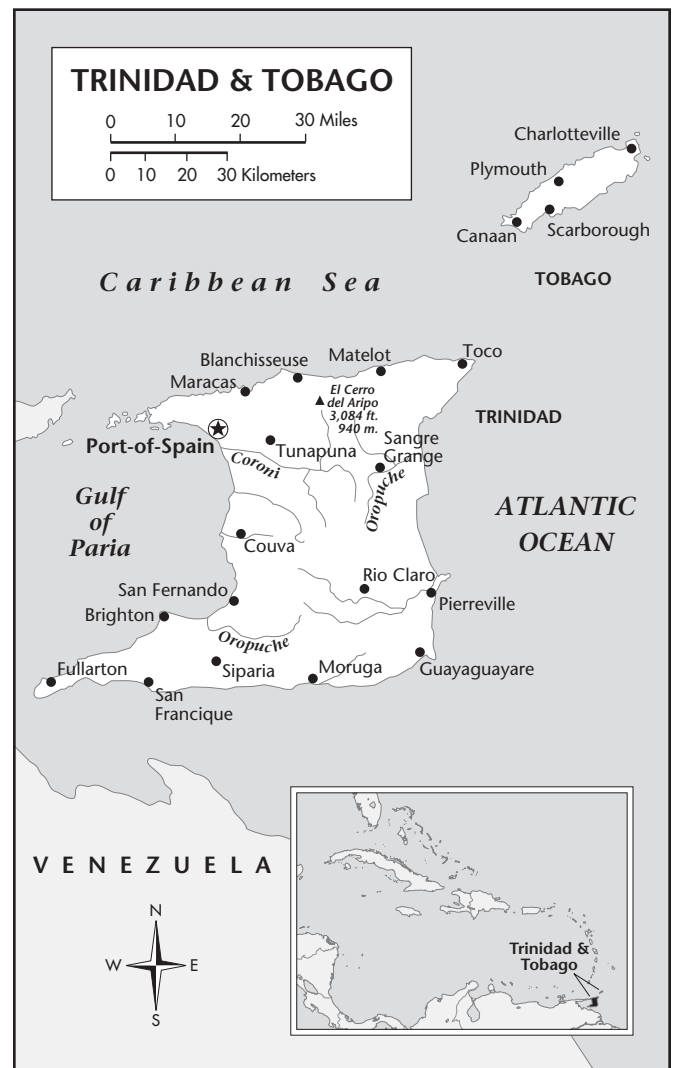 TRINIDAD & TOBAGO
0 10 20 30 Miles
0 10 20 30 Kilometers
Charlotteville
Plymouth
Canaan
Scarborough
TOBAGO
Caribbean Sea
Blanchisseuse
Matelot
Toco
Maracas
El Cerro
del Aripo
3,084 ft.
940 m.
TRINIDAD
Port-of-Spain
Tunapuna
Sangre
Grange
Coroni
Oropuche
Gulf
of
Paria
ATLANTIC
OCEAN
Couva
San Fernando
Rio Claro
Brighton
Pierreville
Oropuche
Fullarton
Siparia
Moruga
Guayaguayare
San
Francique
VENEZUELA
N
W E
S
Trinidad &
Tobago